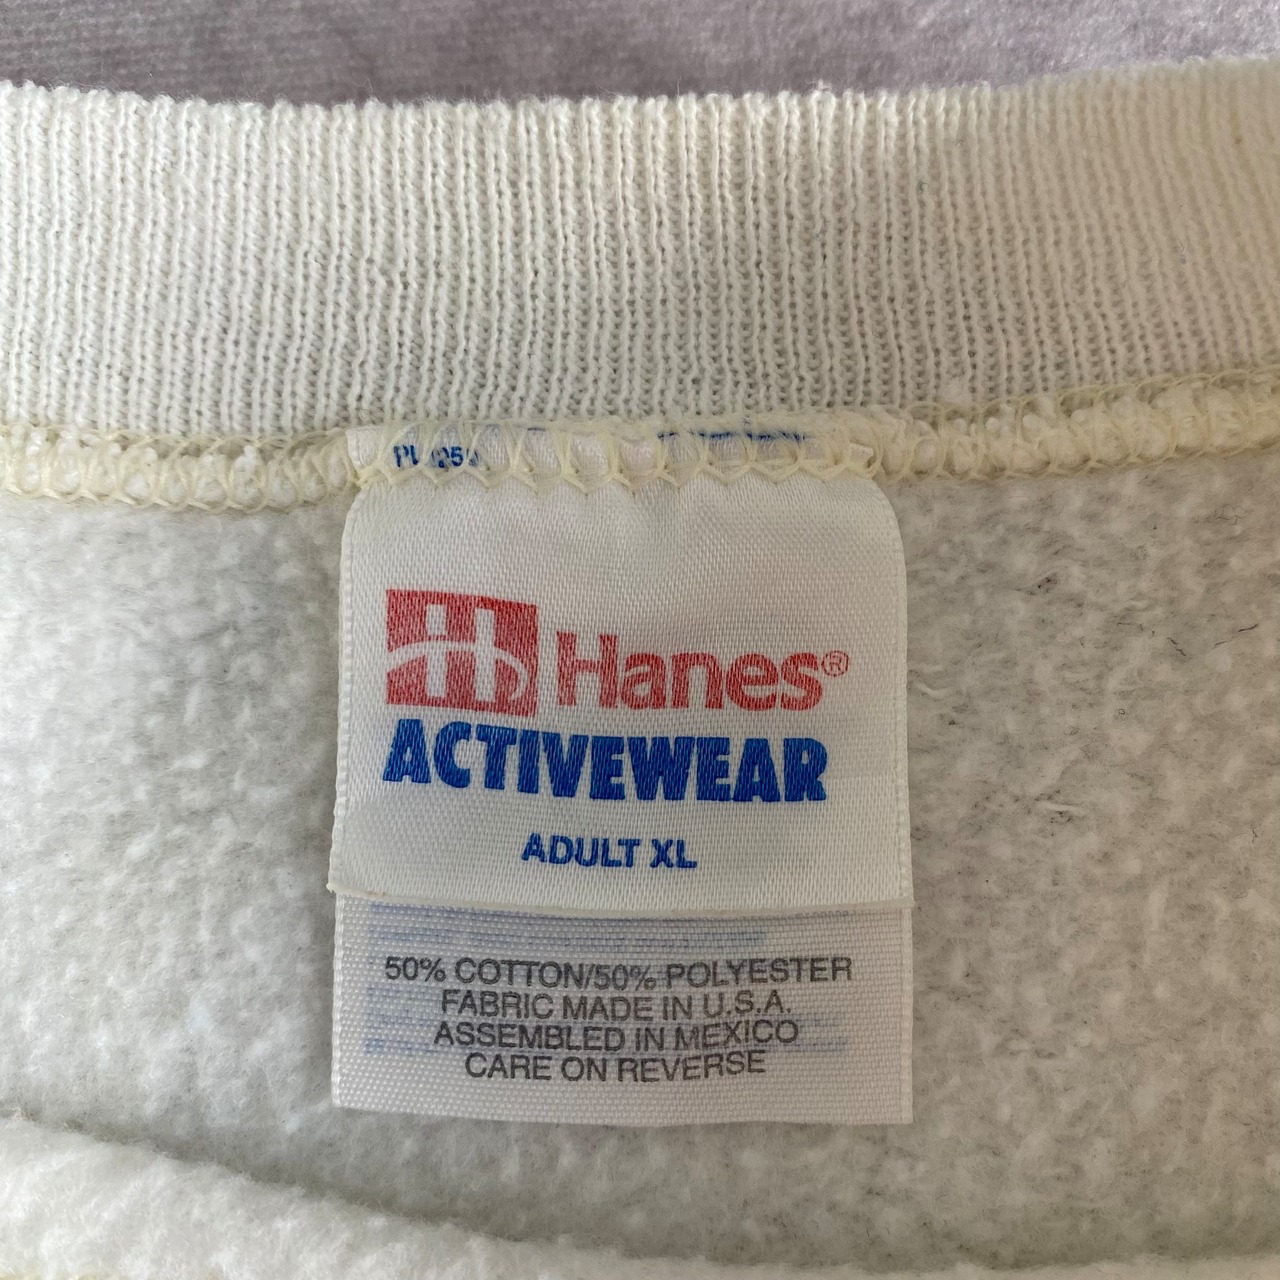 H Hanes®
ACTIVEWEAR
ADULT XL
50% COTTON/50% POLYESTER
FABRIC MADE IN U.S.A.
ASSEMBLED IN MEXICO
CARE ON REVERSE